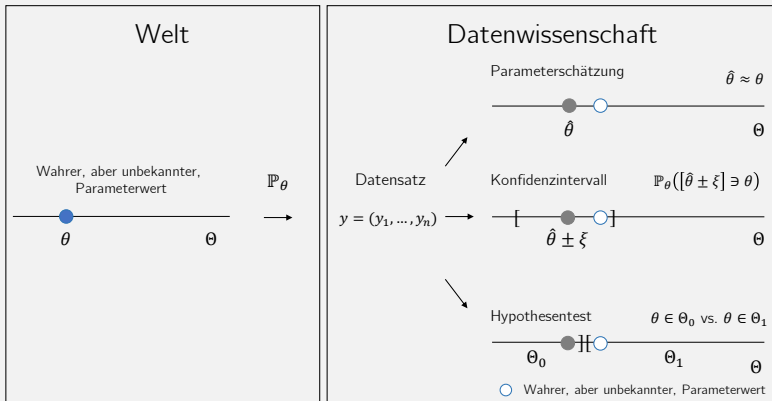 Welt
Wahrer, aber unbekannter,
Parameterwert
θ
Θ
ℙ_θ
Datenwissenschaft
Datensatz
y = (y₁, ..., yₙ)
Parameterschätzung
θ̂ ≈ θ
θ̂
Θ
Konfidenzintervall
ℙ_θ([θ̂ ± ξ] ∋ θ)
[ ]
θ̂ ± ξ
Θ
Hypothesentest
θ ∈ Θ₀ vs. θ ∈ Θ₁
][
Θ₀
Θ₁
Θ
Wahrer, aber unbekannter, Parameterwert